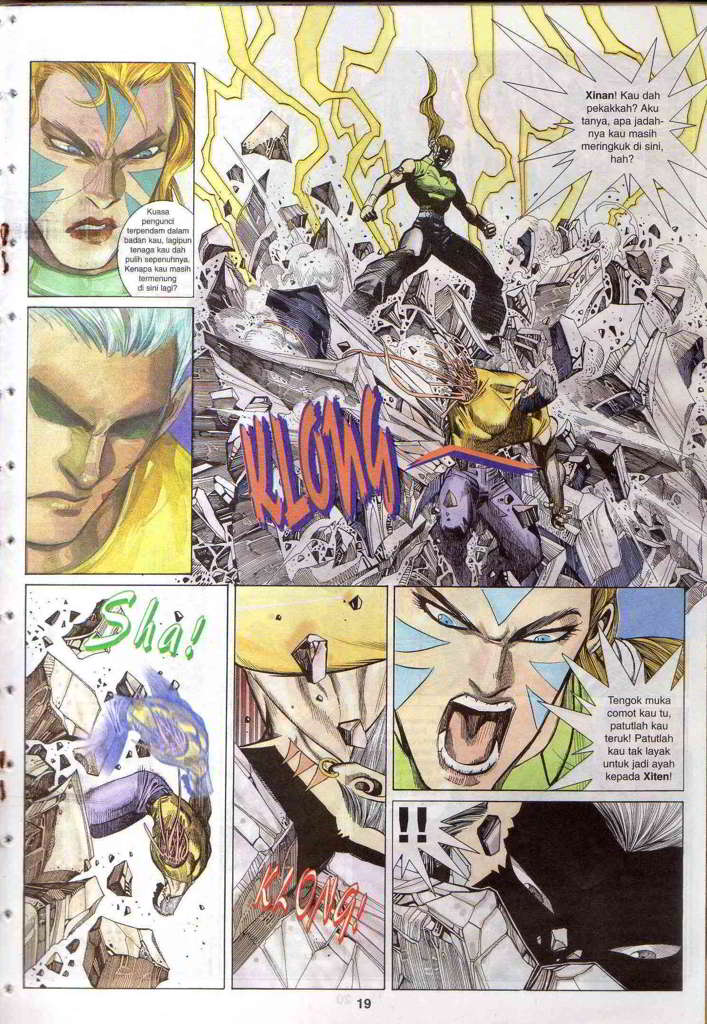 Kuasa
pengunci
terpendam dalam
badan kau, lagipun
tenaga kau dah
pulih sepenuhnya.
Kenapa kau masih
termenung
di sini lagi?
Xinan! Kau dah
pekakkah? Aku
tanya, apa jadah-
nya kau masih
meringkuk di sini,
hah?
KLONG
Sha!
KLONG!
Tengok muka
comot kau tu,
patutlah kau
teruk! Patutlah
kau tak layak
untuk jadi ayah
kepada Xiten!
!!
19